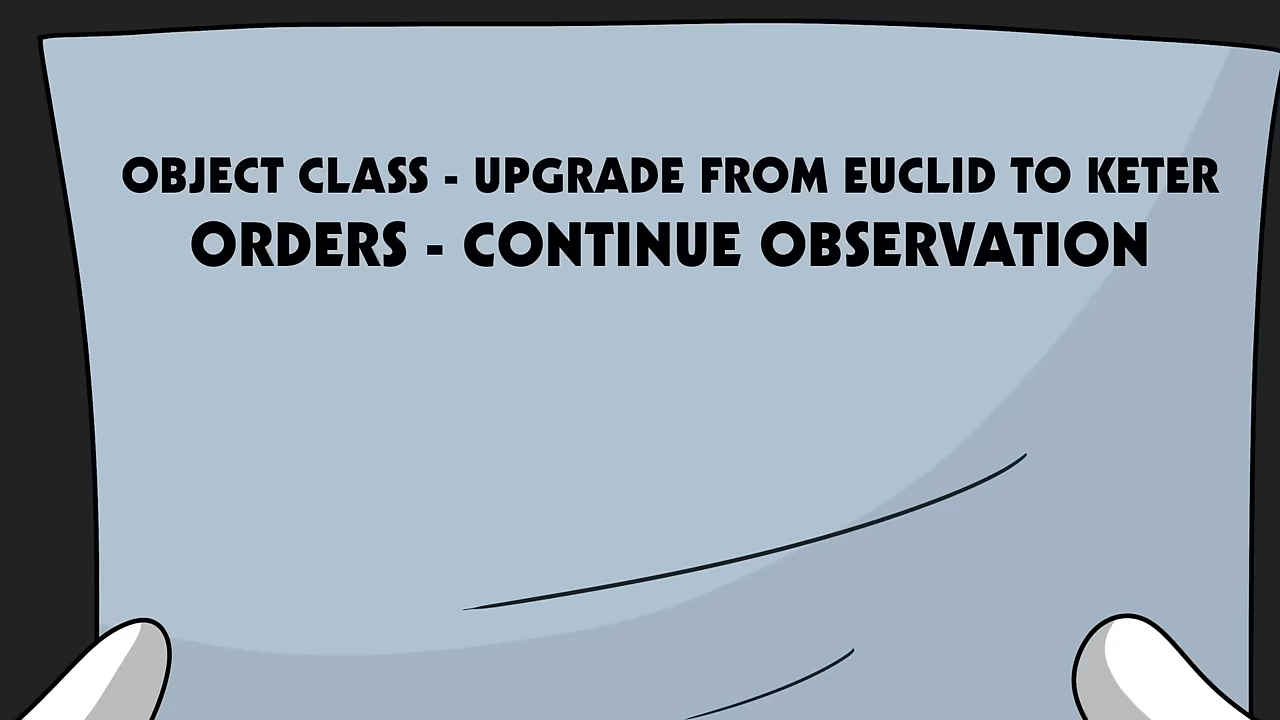 OBJECT CLASS - UPGRADE FROM EUCLID TO KETER
ORDERS - CONTINUE OBSERVATION